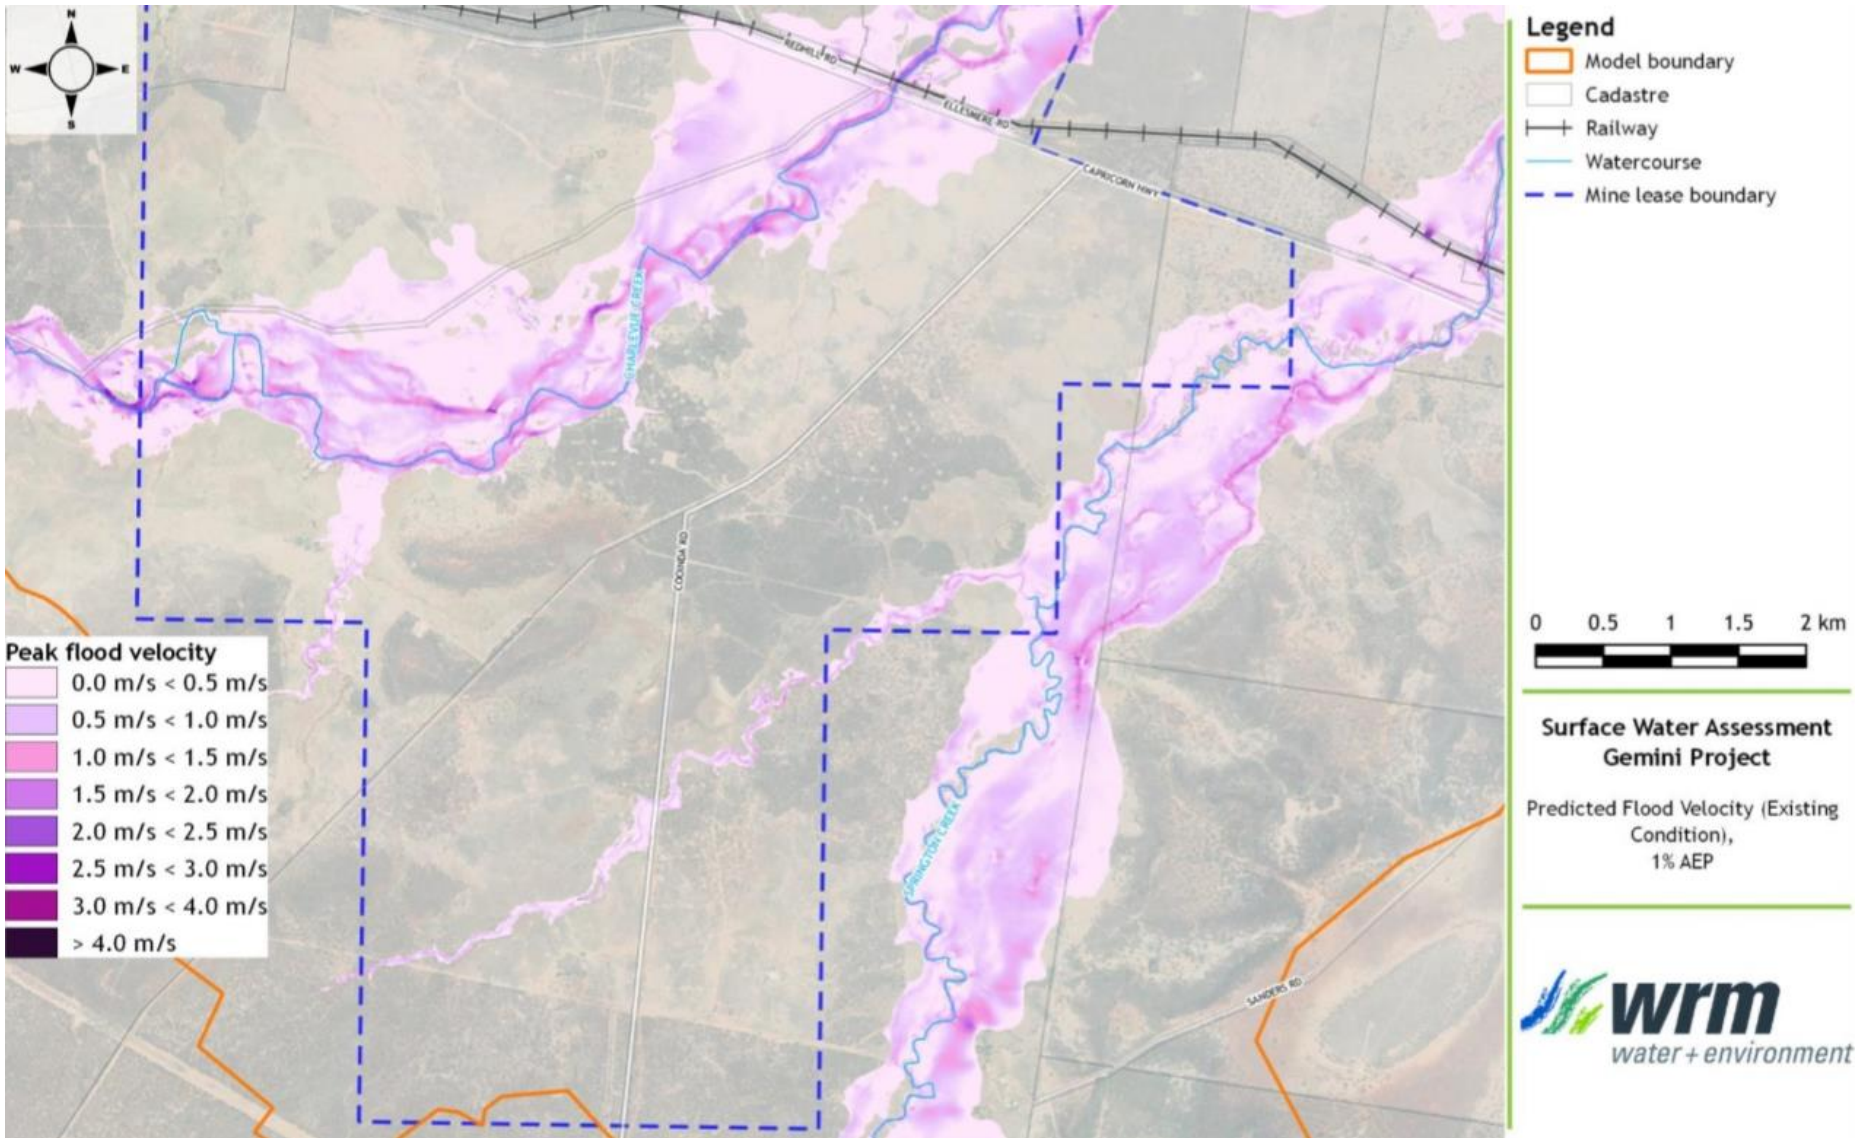 N
W
E
S
REDHILL RD
ELLESMERE RD
CAPRICORN HWY
CHARLEVUE CREEK
COOINDA RD
SPRINGTON CREEK
SANDERS RD
Peak flood velocity
0.0 m/s < 0.5 m/s
0.5 m/s < 1.0 m/s
1.0 m/s < 1.5 m/s
1.5 m/s < 2.0 m/s
2.0 m/s < 2.5 m/s
2.5 m/s < 3.0 m/s
3.0 m/s < 4.0 m/s
> 4.0 m/s
Legend
Model boundary
Cadastre
Railway
Watercourse
Mine lease boundary
0 0.5 1 1.5 2 km
Surface Water Assessment
Gemini Project
Predicted Flood Velocity (Existing
Condition),
1% AEP
wrm
water + environment